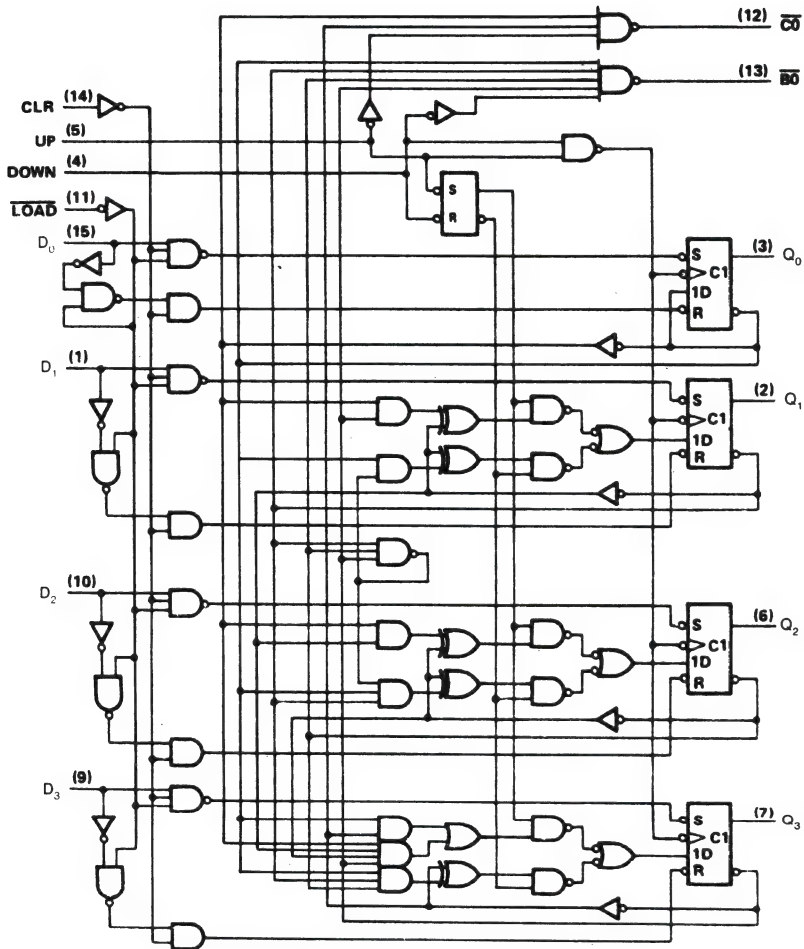 (12) C̅O̅
(13) B̅O̅
CLR (14)
UP (5)
DOWN (4)
L̅O̅A̅D̅ (11)
S
R
D₀ (15)
S
C1
1D
R
(3) Q₀
D₁ (1)
S
C1
1D
R
(2) Q₁
D₂ (10)
S
C1
1D
R
(6) Q₂
D₃ (9)
S
C1
1D
R
(7) Q₃